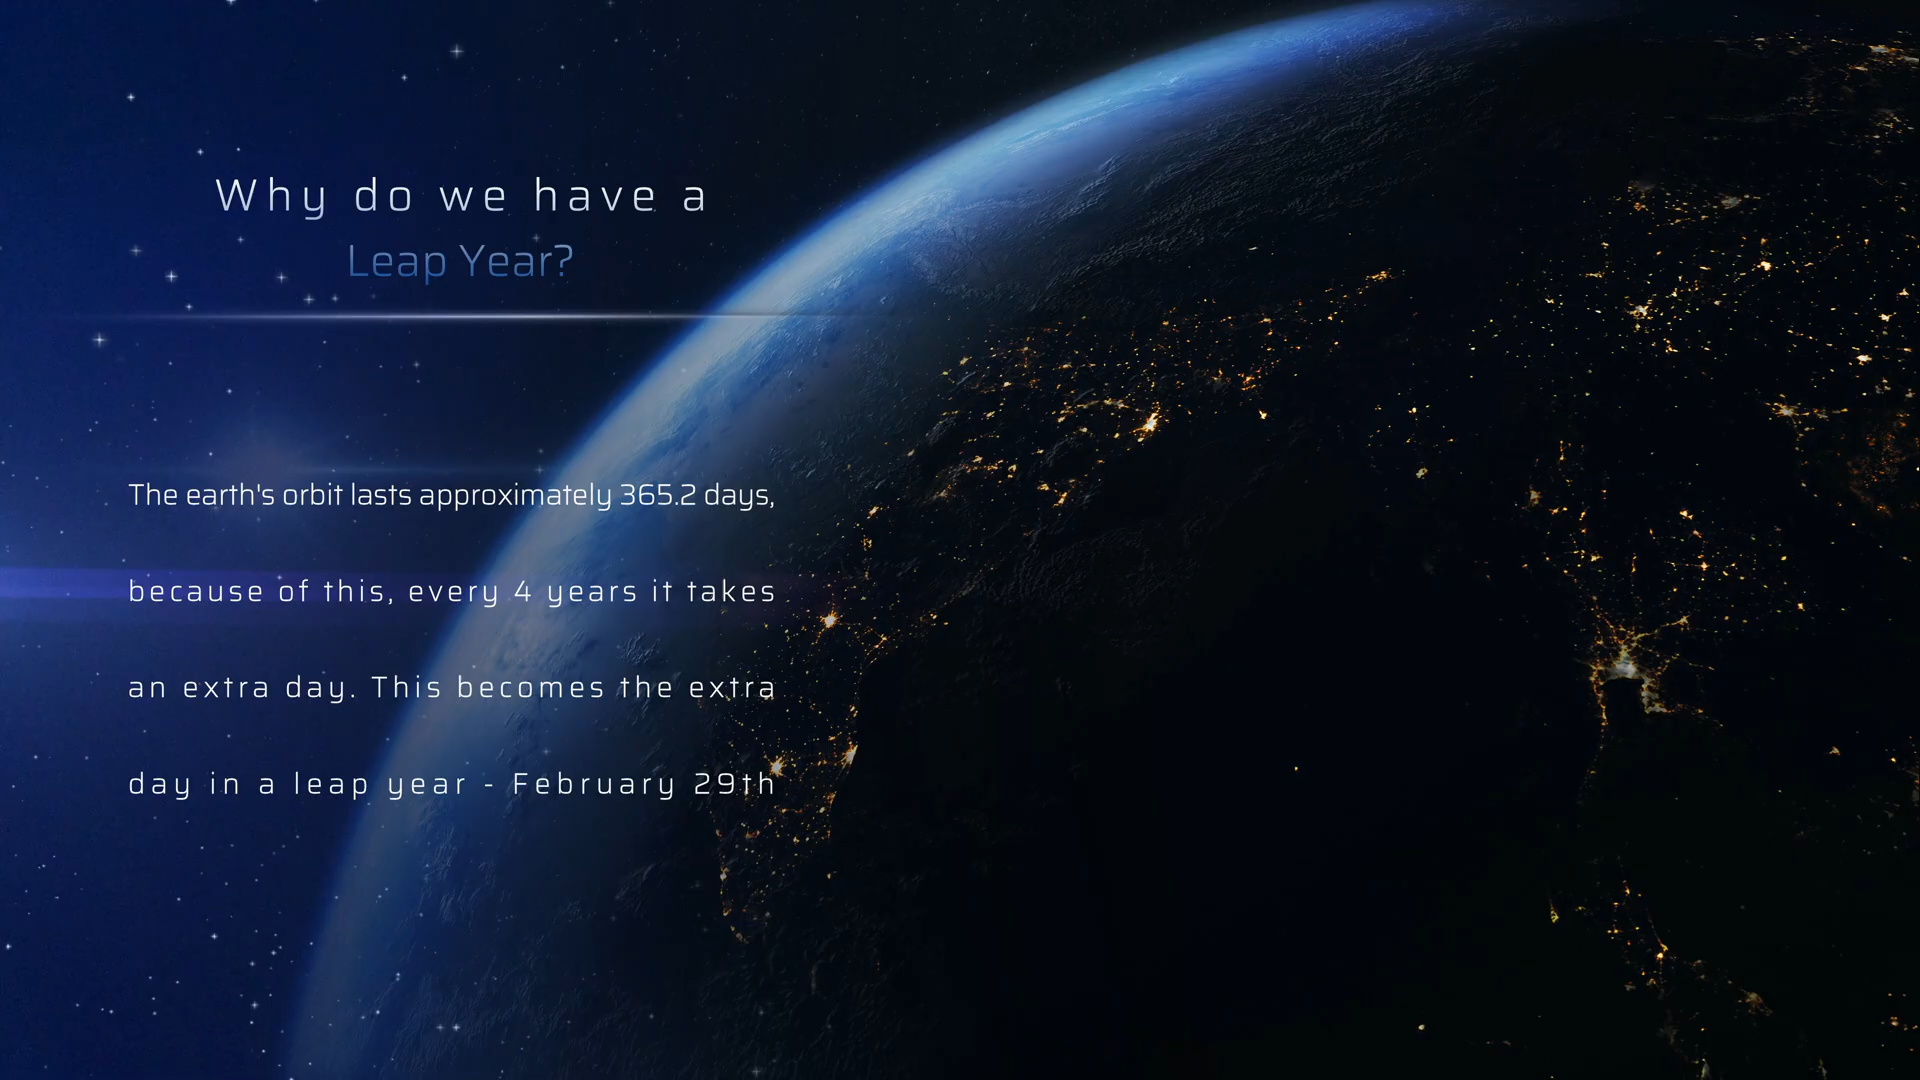 Why do we have a
Leap Year?
The earth's orbit lasts approximately 365.2 days,
because of this, every 4 years it takes
an extra day. This becomes the extra
day in a leap year - February 29th